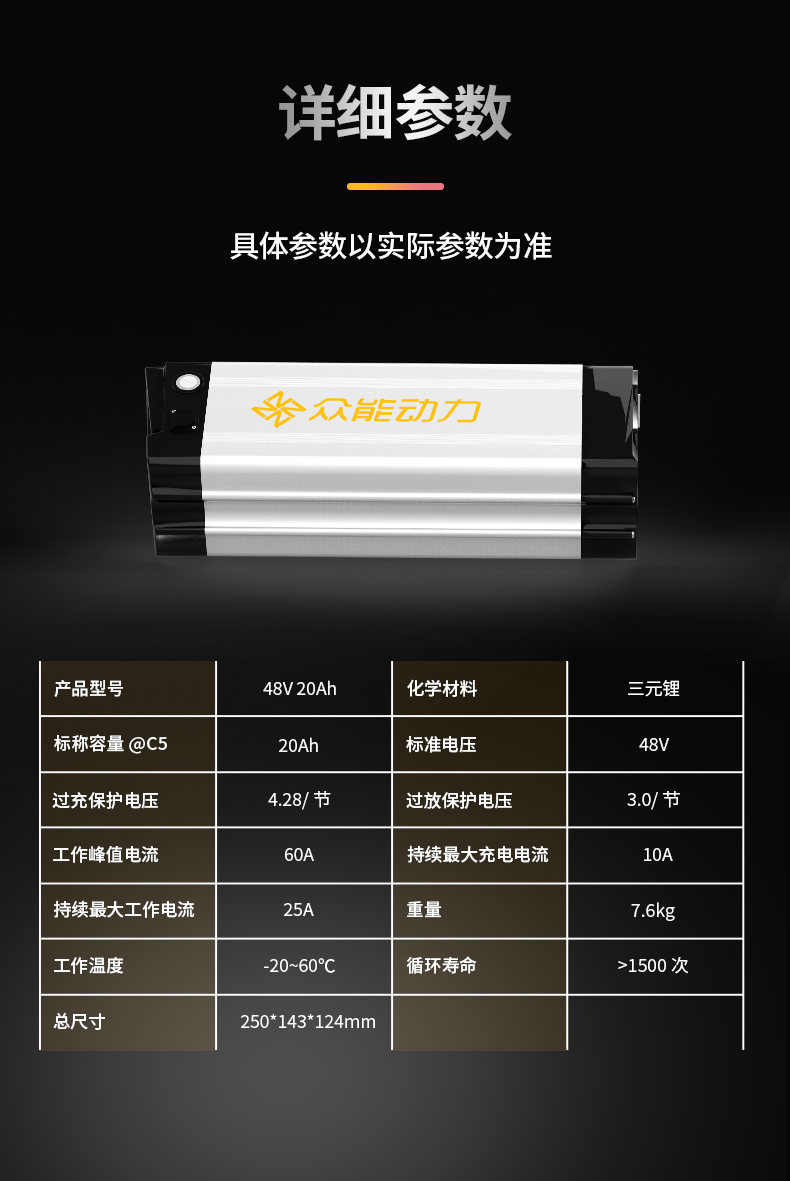 详细参数
具体参数以实际参数为准
众能动力
产品型号 48V 20Ah 化学材料 三元锂
标称容量 @C5 20Ah 标准电压 48V
过充保护电压 4.28/ 节 过放保护电压 3.0/ 节
工作峰值电流 60A 持续最大充电电流 10A
持续最大工作电流 25A 重量 7.6kg
工作温度 -20~60℃ 循环寿命 >1500 次
总尺寸 250*143*124mm